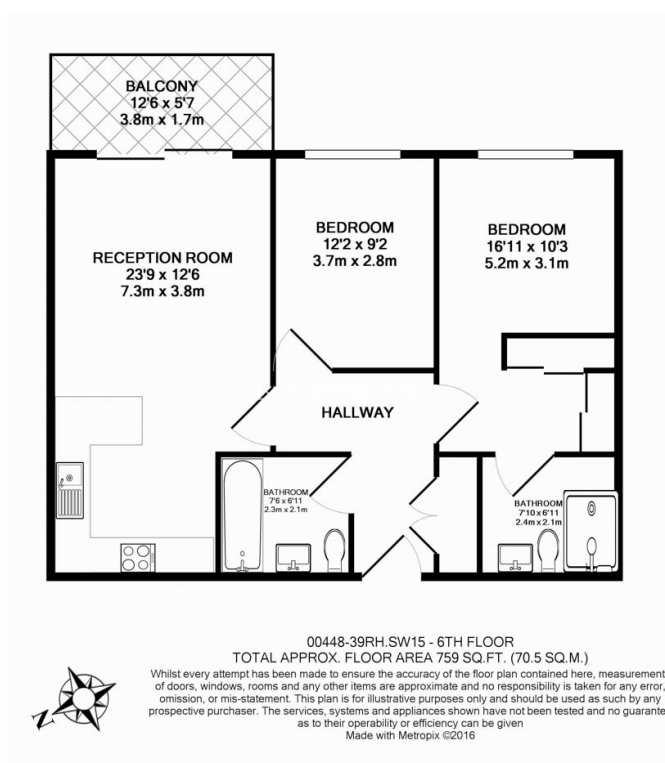 BALCONY
12'6 x 5'7
3.8m x 1.7m
RECEPTION ROOM
23'9 x 12'6
7.3m x 3.8m
BEDROOM
12'2 x 9'2
3.7m x 2.8m
BEDROOM
16'11 x 10'3
5.2m x 3.1m
HALLWAY
BATHROOM
7'6 x 6'11
2.3m x 2.1m
BATHROOM
7'10 x 6'11
2.4m x 2.1m
00448-39RH.SW15 - 6TH FLOOR
TOTAL APPROX. FLOOR AREA 759 SQ.FT. (70.5 SQ.M.)
Whilst every attempt has been made to ensure the accuracy of the floor plan contained here, measurement
of doors, windows, rooms and any other items are approximate and no responsibility is taken for any error,
omission, or mis-statement. This plan is for illustrative purposes only and should be used as such by any
prospective purchaser. The services, systems and appliances shown have not been tested and no guarante
as to their operability or efficiency can be given
Made with Metropix ©2016
N